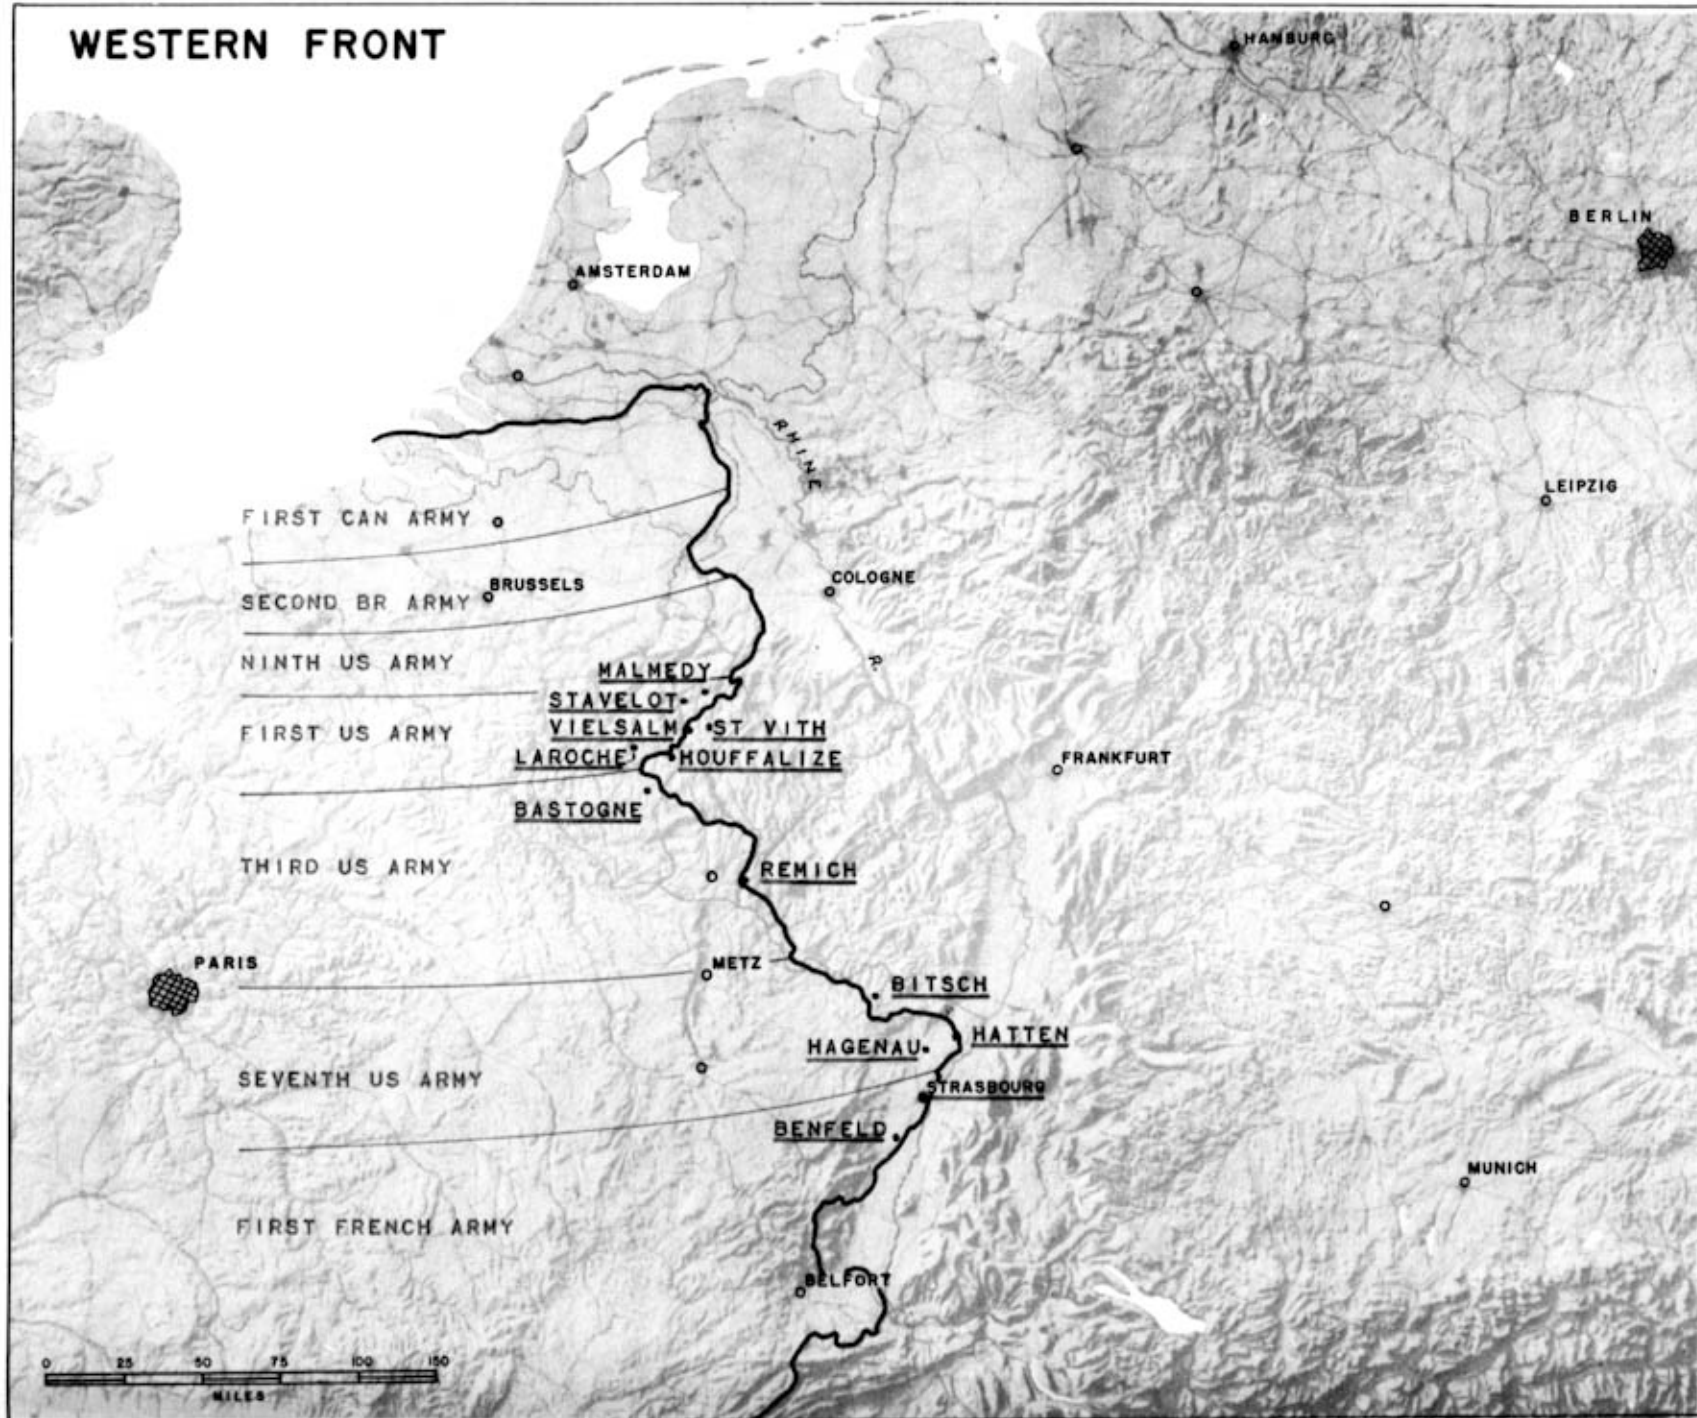 WESTERN FRONT
HAMBURG
BERLIN
AMSTERDAM
RHINE
R.
LEIPZIG
FIRST CAN ARMY
COLOGNE
BRUSSELS
SECOND BR ARMY
NINTH US ARMY
MALMEDY
STAVELOT
VIELSALM
ST VITH
FIRST US ARMY
LAROCHE
HOUFFALIZE
FRANKFURT
BASTOGNE
THIRD US ARMY
REMICH
PARIS
METZ
BITSCH
HATTEN
HAGENAU
SEVENTH US ARMY
STRASBOURG
BENFELD
MUNICH
FIRST FRENCH ARMY
BELFORT
0 25 50 75 100 150
MILES